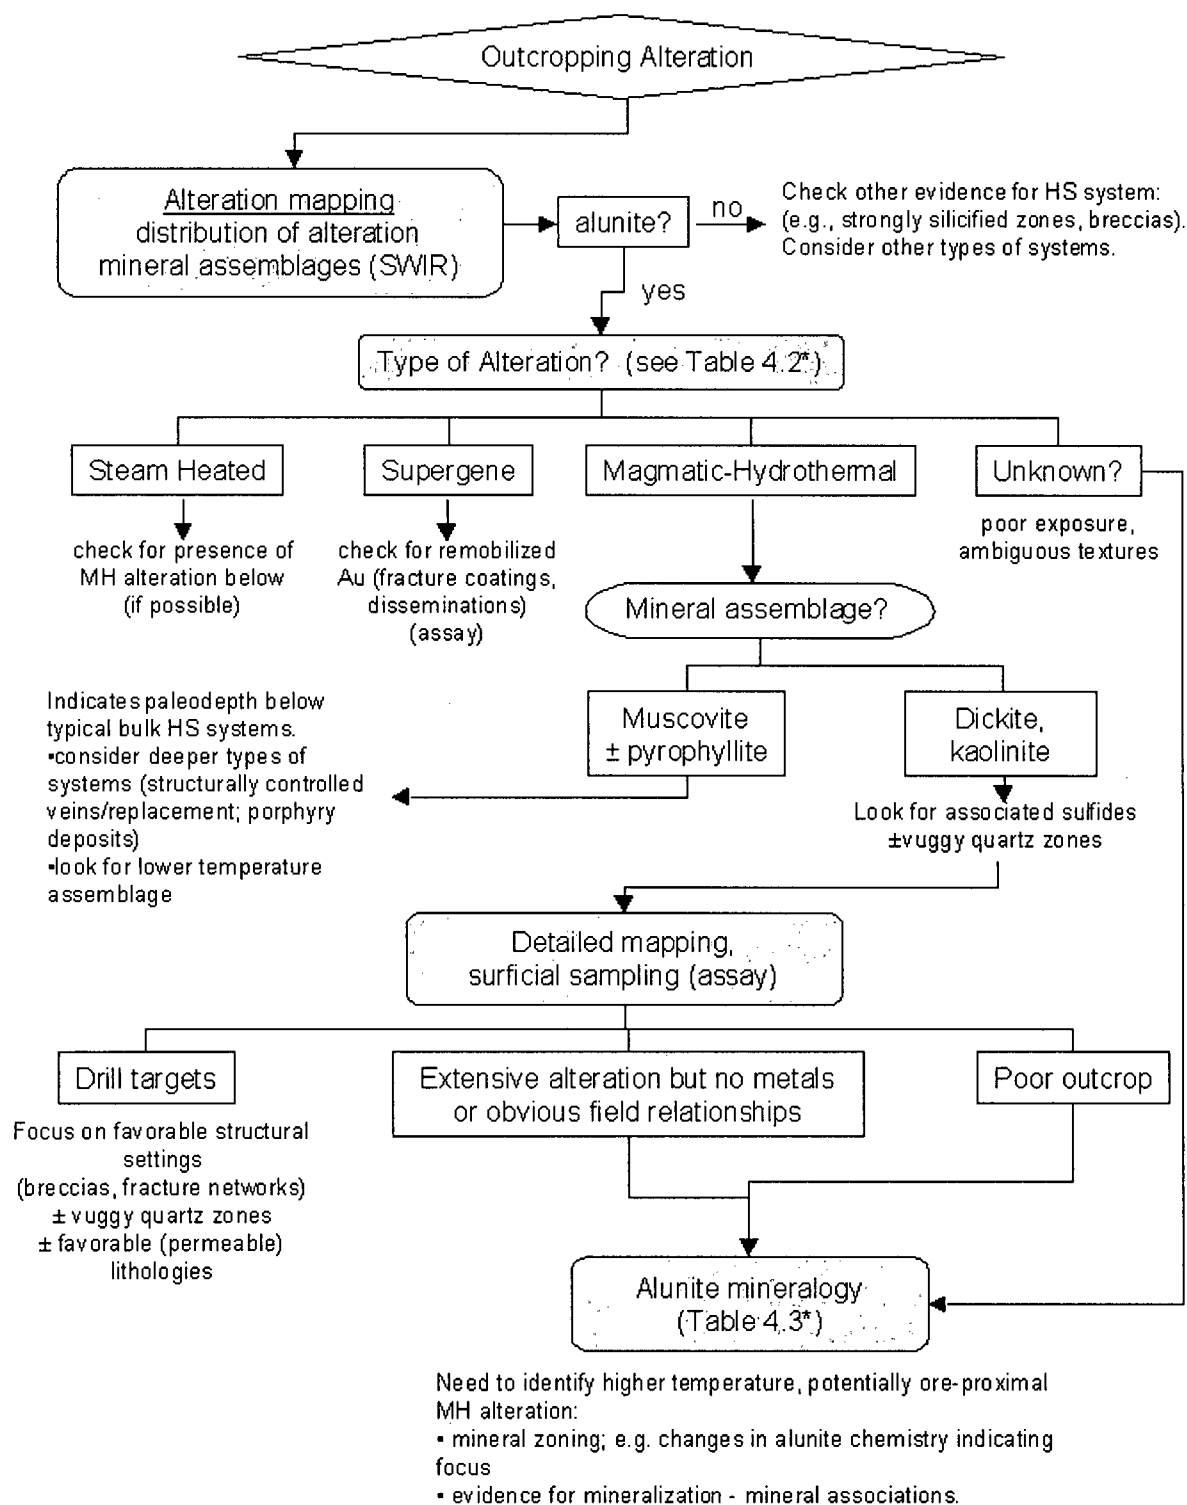 Outcropping Alteration
Alteration mapping
distribution of alteration
mineral assemblages (SWIR)
alunite?
no
Check other evidence for HS system:
(e.g., strongly silicified zones, breccias).
Consider other types of systems.
yes
Type of Alteration? (see Table 4.2*)
Steam Heated
Supergene
Magmatic-Hydrothermal
Unknown?
check for presence of
MH alteration below
(if possible)
check for remobilized
Au (fracture coatings,
disseminations)
(assay)
poor exposure,
ambiguous textures
Mineral assemblage?
Muscovite
± pyrophyllite
Dickite,
kaolinite
Indicates paleodepth below
typical bulk HS systems.
▪consider deeper types of
systems (structurally controlled
veins/replacement; porphyry
deposits)
▪look for lower temperature
assemblage
Look for associated sulfides
±vuggy quartz zones
Detailed mapping,
surficial sampling (assay)
Drill targets
Extensive alteration but no metals
or obvious field relationships
Poor outcrop
Focus on favorable structural
settings
(breccias, fracture networks)
± vuggy quartz zones
± favorable (permeable)
lithologies
Alunite mineralogy
(Table 4.3*)
Need to identify higher temperature, potentially ore-proximal
MH alteration:
▪ mineral zoning; e.g. changes in alunite chemistry indicating
focus
▪ evidence for mineralization - mineral associations.